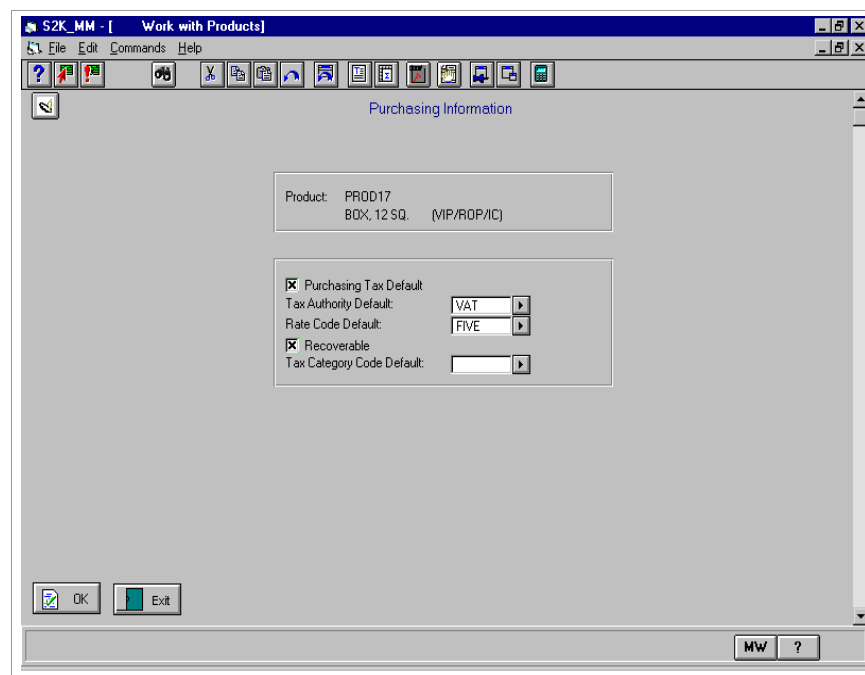 S2K_MM - [ Work with Products]
File Edit Commands Help
Purchasing Information
Product: PROD17
BOX, 12 SQ. (VIP/ROP/IC)
Purchasing Tax Default
Tax Authority Default: VAT
Rate Code Default: FIVE
Recoverable
Tax Category Code Default:
OK Exit
MW ?